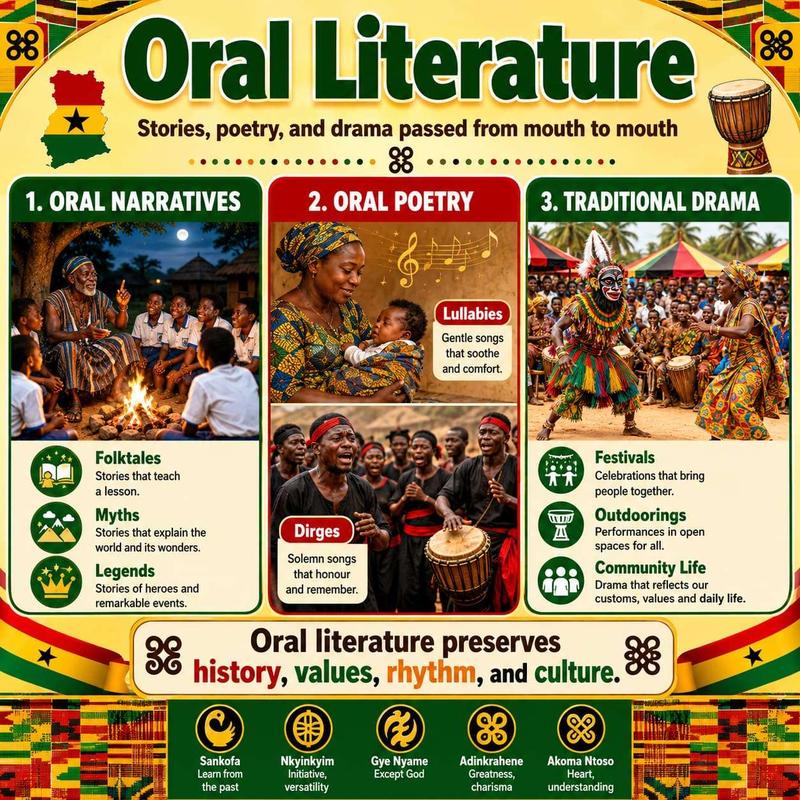 Oral Literature
Stories, poetry, and drama passed from mouth to mouth
1. ORAL NARRATIVES
Folktales
Stories that teach
a lesson.
Myths
Stories that explain the
world and its wonders.
Legends
Stories of heroes and
remarkable events.
2. ORAL POETRY
Lullabies
Gentle songs
that soothe
and comfort.
Dirges
Solemn songs
that honour
and remember.
3. TRADITIONAL DRAMA
Festivals
Celebrations that bring
people together.
Outdoorings
Performances in open
spaces for all.
Community Life
Drama that reflects our
customs, values and daily life.
Oral literature preserves
history, values, rhythm, and culture.
Sankofa
Learn from
the past
Nkyinkyim
Initiative,
versatility
Gye Nyame
Except God
Adinkrahene
Greatness,
charisma
Akoma Ntoso
Heart,
understanding